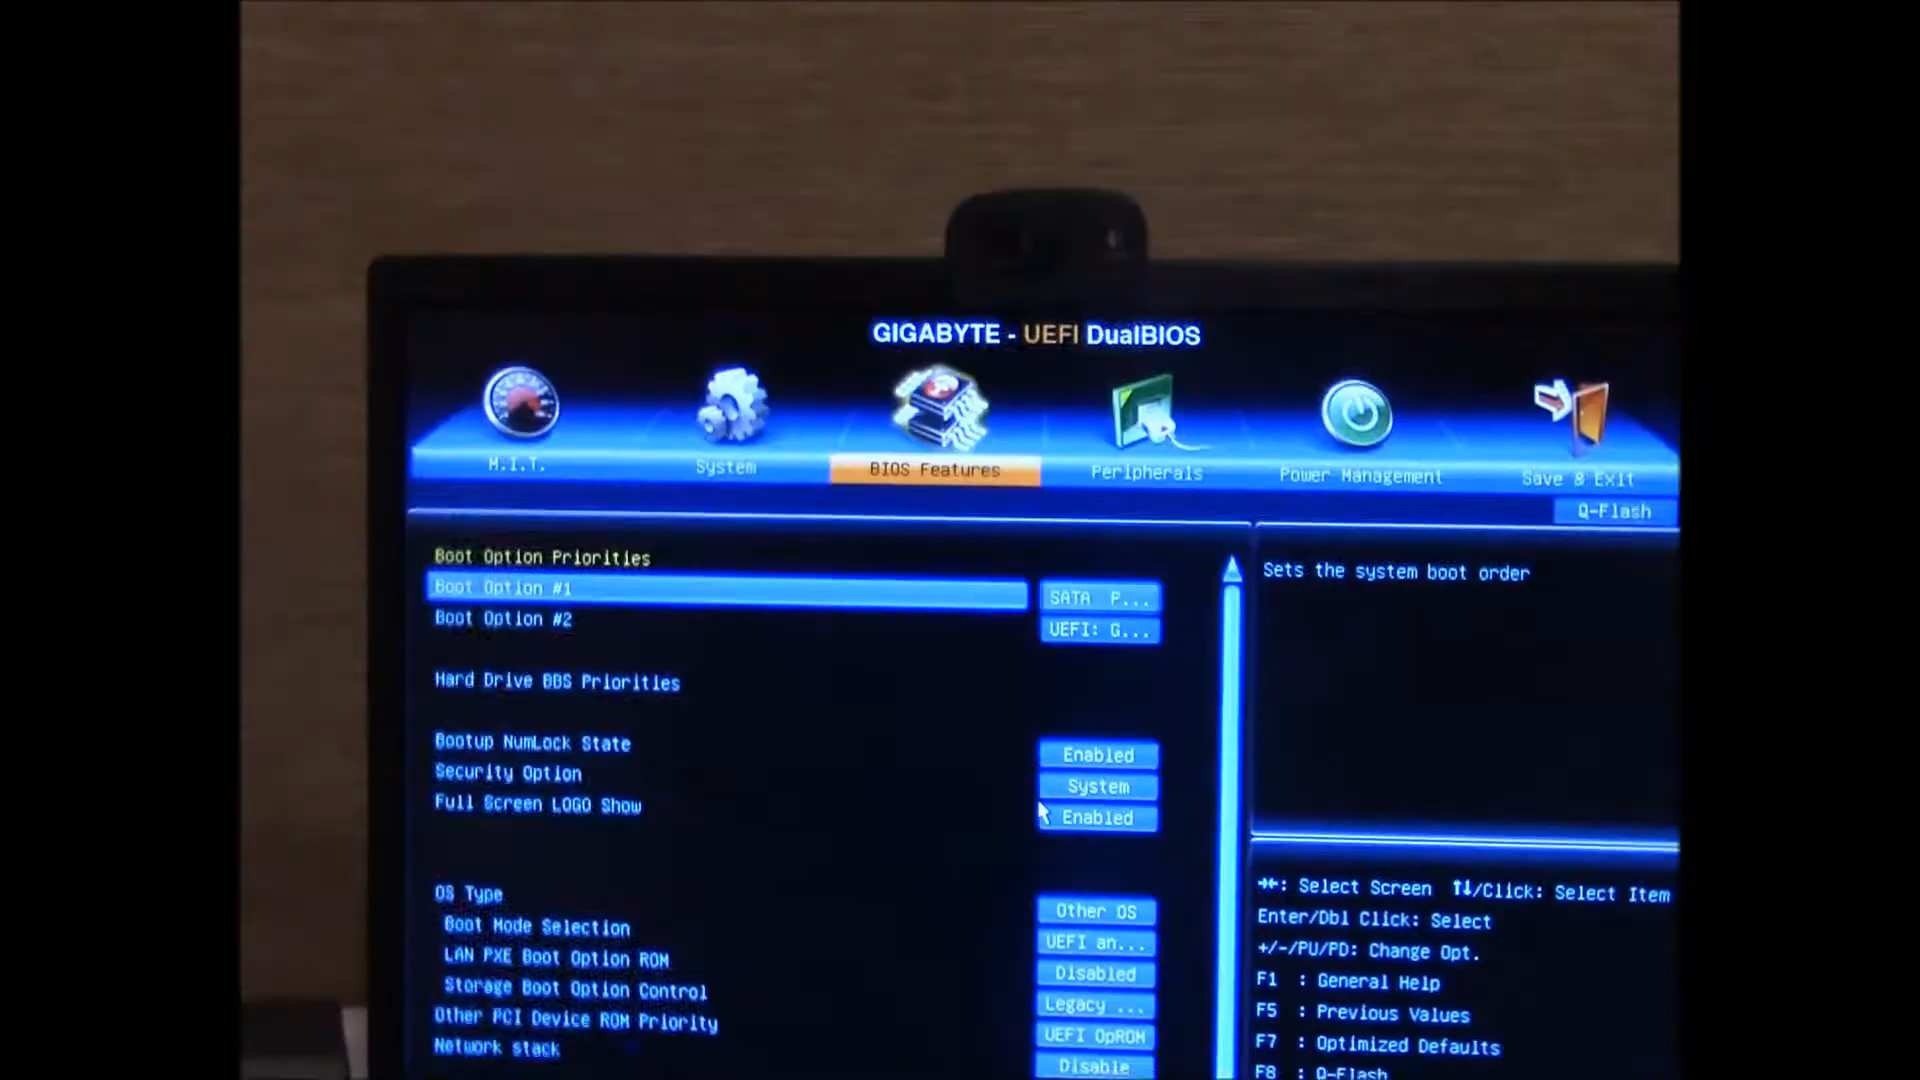 GIGABYTE - UEFI DualBIOS
M.I.T.
System
BIOS Features
Peripherals
Power Management
Save & Exit
Q-Flash
Boot Option Priorities
Boot Option #1 SATA P...
Boot Option #2 UEFI: G...
Hard Drive BBS Priorities
Bootup NumLock State Enabled
Security Option System
Full Screen LOGO Show Enabled
OS Type Other OS
Boot Mode Selection UEFI an...
LAN PXE Boot Option ROM Disabled
Storage Boot Option Control Legacy ...
Other PCI Device ROM Priority UEFI OpROM
Network stack Disable
Sets the system boot order
→←: Select Screen ↑↓/Click: Select Item
Enter/Dbl Click: Select
+/-/PU/PD: Change Opt.
F1 : General Help
F5 : Previous Values
F7 : Optimized Defaults
F8 : Q-Flash